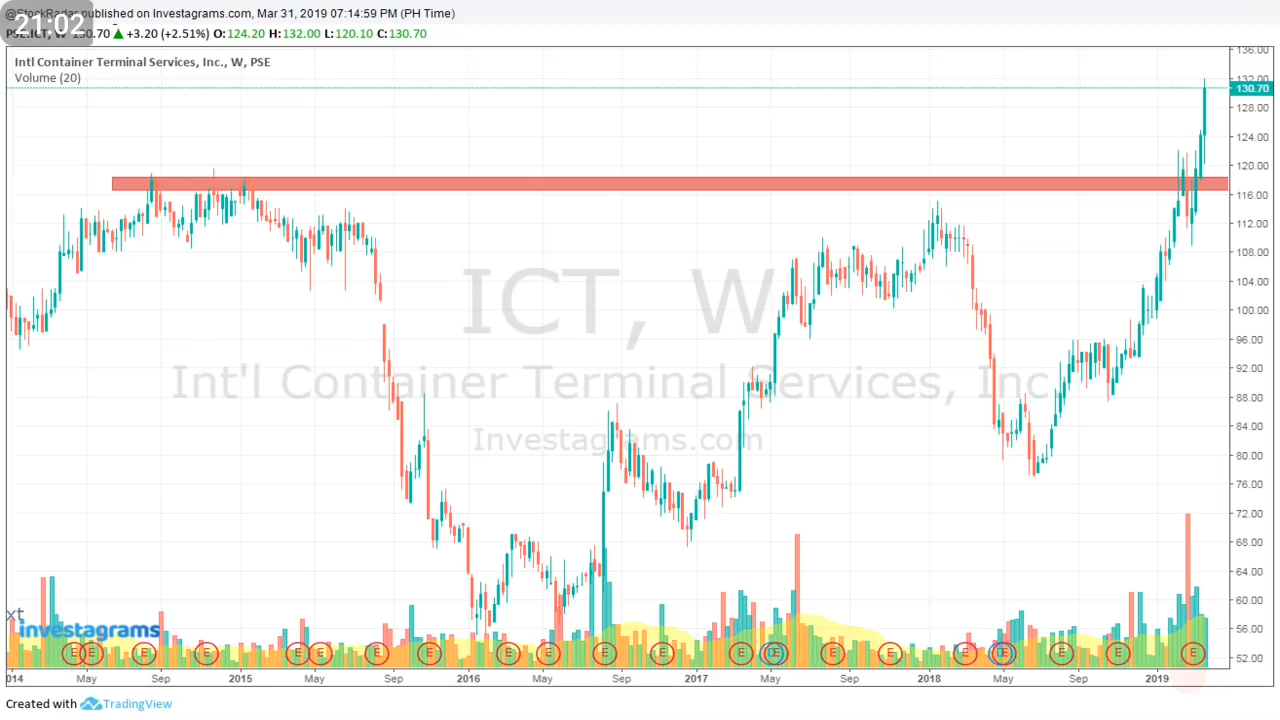 @StockRadar published on Investagrams.com, Mar 31, 2019 07:14:59 PM (PH Time)
21:02
PSE:ICT, W 130.70 ▲ +3.20 (+2.51%) O:124.20 H:132.00 L:120.10 C:130.70
Intl Container Terminal Services, Inc., W, PSE
Volume (20)
136.00
132.00
130.70
128.00
124.00
120.00
116.00
112.00
108.00
104.00
100.00
96.00
92.00
88.00
84.00
80.00
76.00
72.00
68.00
64.00
60.00
56.00
52.00
ICT, W
Int'l Container Terminal Services, Inc
Investagrams.com
xt
investagrams
E E E E E E E E E E E E E E E E E E E E E E
2014 May Sep 2015 May Sep 2016 May Sep 2017 May Sep 2018 May Sep 2019
Created with TradingView